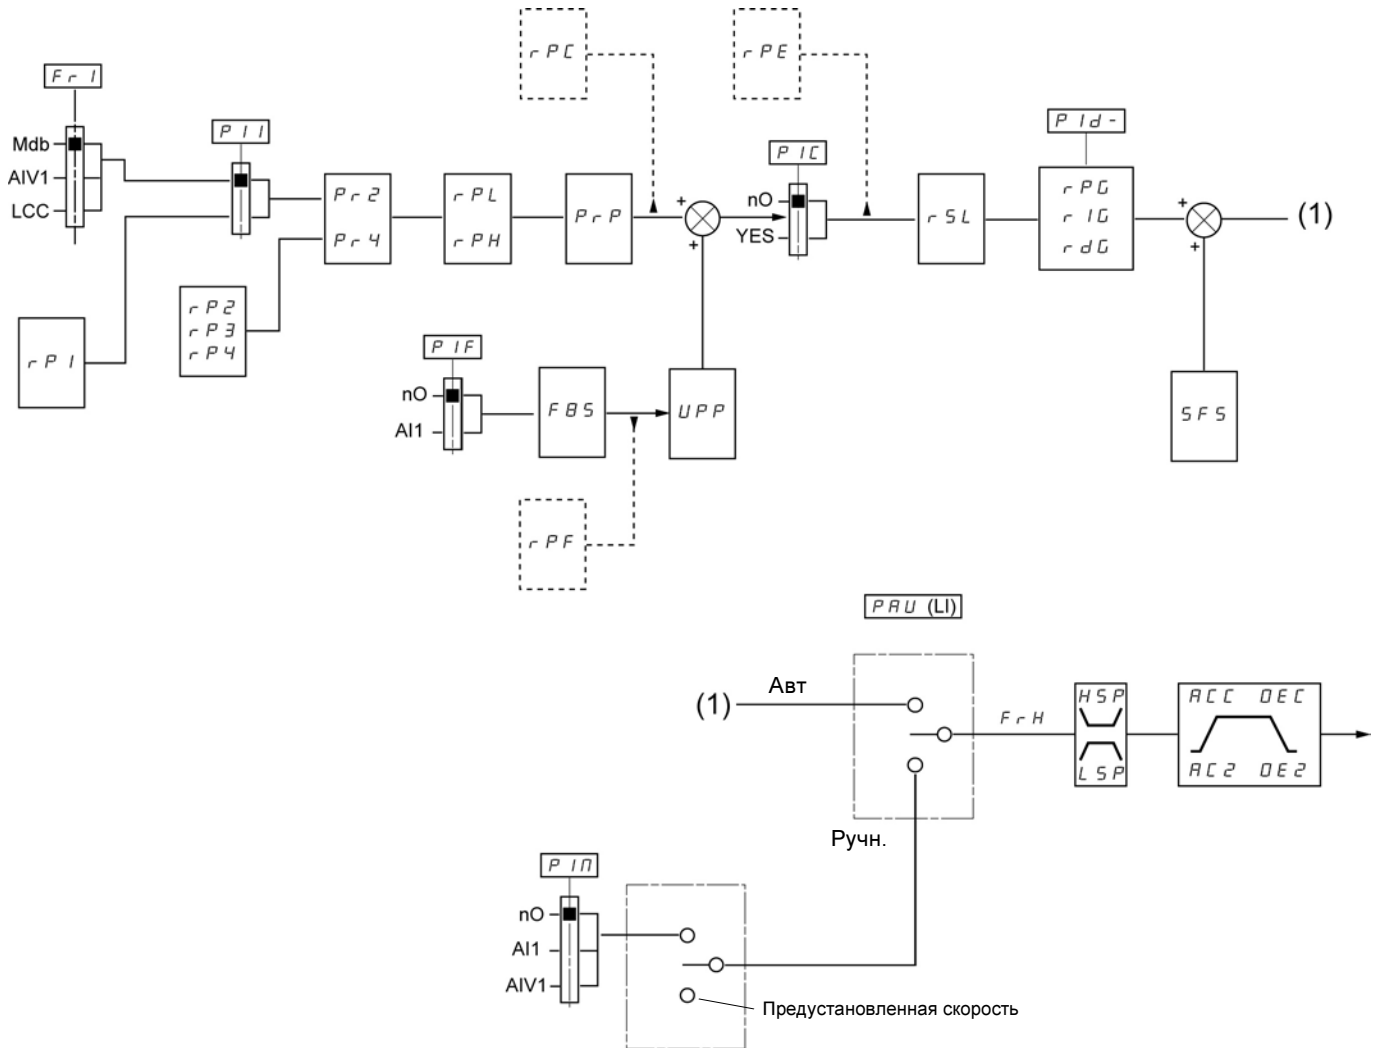 rPC
rPE
Fr1
Mdb
AIV1
LCC
PII
Pr2
Pr4
rPL
rPH
PrP
+
+
PIC
nO
YES
rSL
PId-
rPG
rIG
rdG
+
+
(1)
rP1
rP2
rP3
rP4
PIF
nO
AI1
FBS
UPP
SFS
rPF
PAU (LI)
(1)
Авт
FrH
HSP
LSP
ACC DEC
AC2 DE2
Ручн.
PIM
nO
AI1
AIV1
Предустановленная скорость